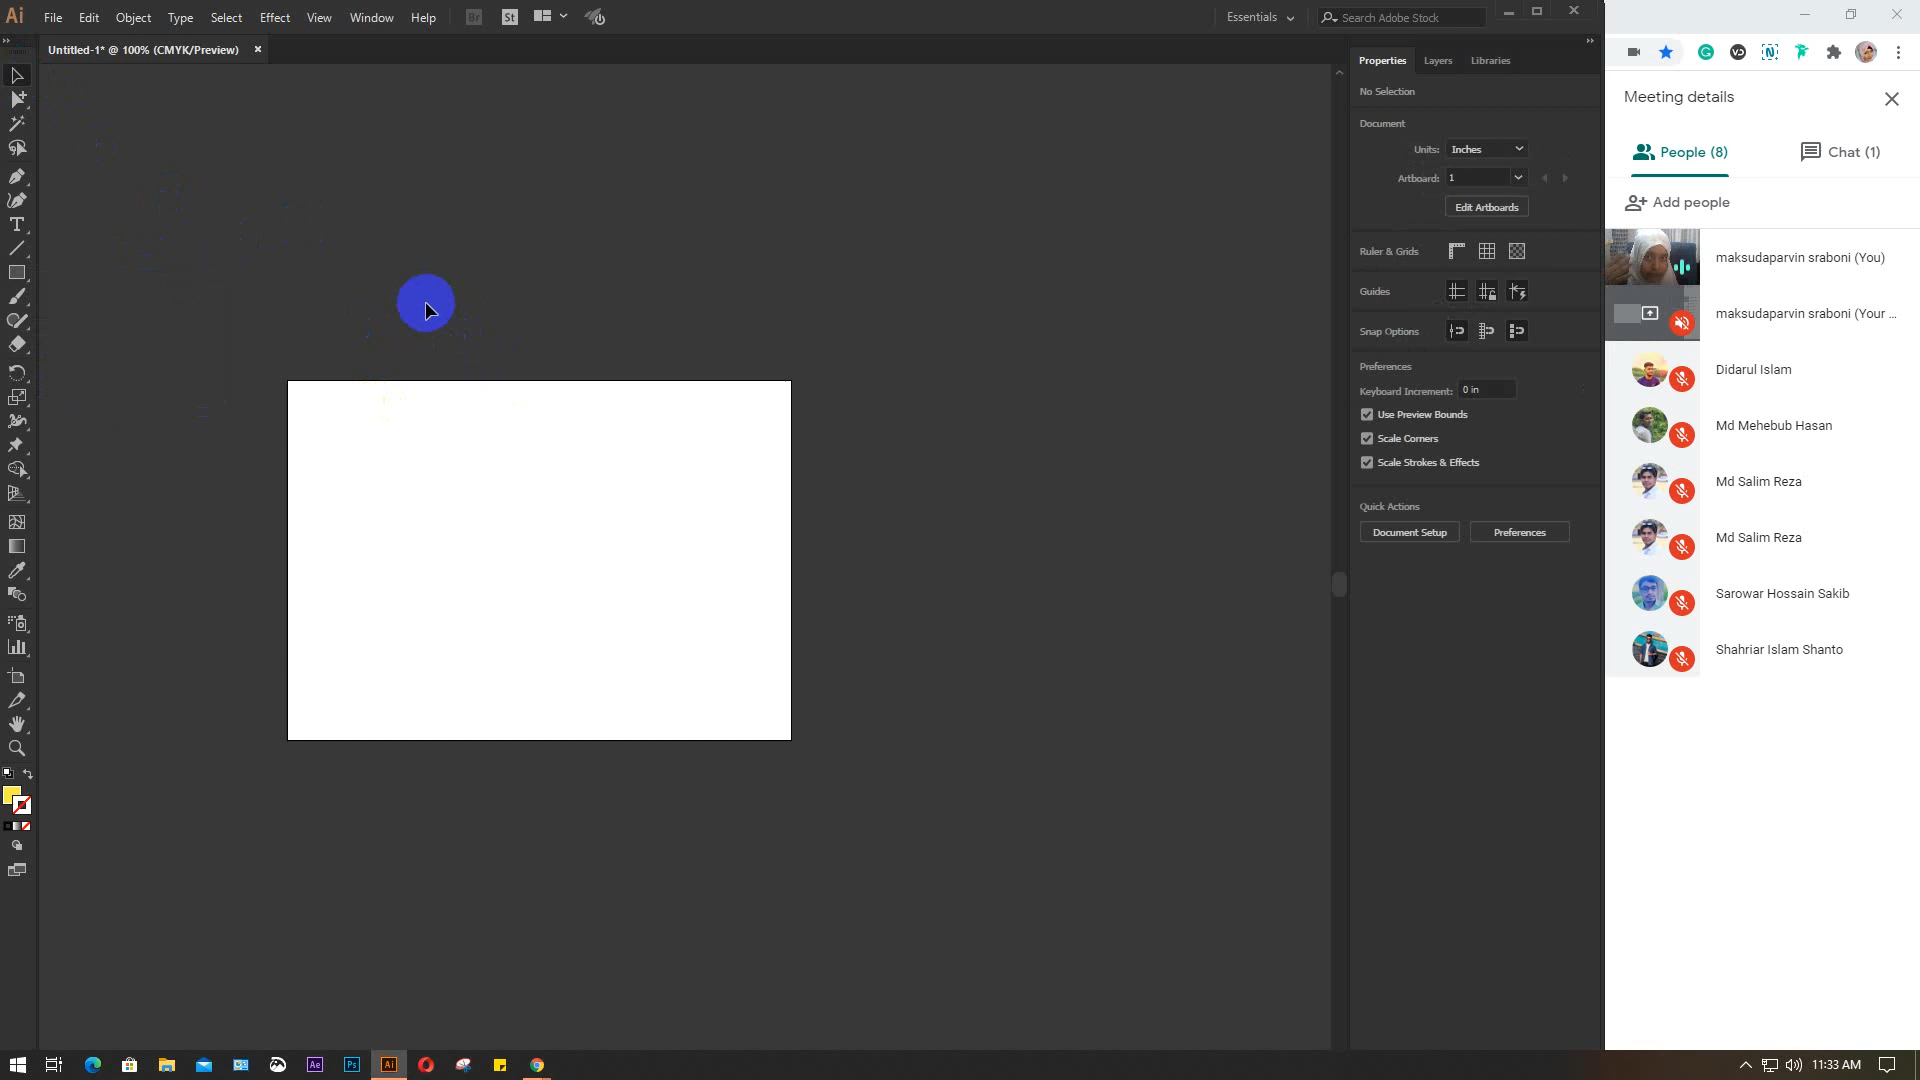 Ai File Edit Object Type Select Effect View Window Help Br St Essentials Search Adobe Stock
Untitled-1* @ 100% (CMYK/Preview)
Properties Layers Libraries
No Selection
Document
Units: Inches
Artboard: 1
Edit Artboards
Ruler & Grids
Guides
Snap Options
Preferences
Keyboard Increment: 0 in
Use Preview Bounds
Scale Corners
Scale Strokes & Effects
Quick Actions
Document Setup Preferences
Meeting details
People (8) Chat (1)
Add people
maksudaparvin sraboni (You)
maksudaparvin sraboni (Your ...
Didarul Islam
Md Mehebub Hasan
Md Salim Reza
Md Salim Reza
Sarowar Hossain Sakib
Shahriar Islam Shanto
Ae Ps Ai 11:33 AM